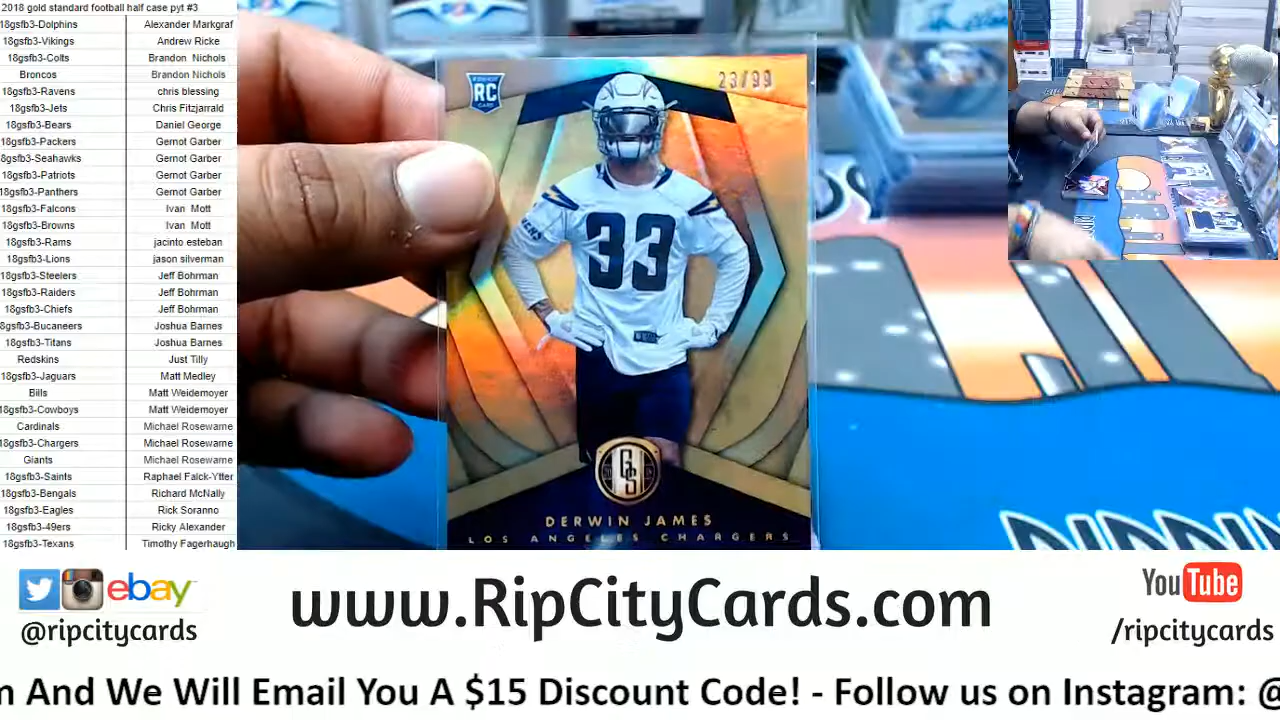 2018 gold standard football half case pyt #3
18gsfb3-Dolphins Alexander Markgraf
18gsfb3-Vikings Andrew Ricke
18gsfb3-Colts Brandon Nichols
Broncos Brandon Nichols
18gsfb3-Ravens chris blessing
18gsfb3-Jets Chris Fitzjarrald
18gsfb3-Bears Daniel George
18gsfb3-Packers Gernot Garber
8gsfb3-Seahawks Gernot Garber
18gsfb3-Patriots Gernot Garber
18gsfb3-Panthers Gernot Garber
18gsfb3-Falcons Ivan Mott
18gsfb3-Browns Ivan Mott
18gsfb3-Rams jacinto esteban
18gsfb3-Lions jason silverman
18gsfb3-Steelers Jeff Bohrman
18gsfb3-Raiders Jeff Bohrman
18gsfb3-Chiefs Jeff Bohrman
8gsfb3-Bucaneers Joshua Barnes
18gsfb3-Titans Joshua Barnes
Redskins Just Tilly
18gsfb3-Jaguars Matt Medley
Bills Matt Weidemoyer
18gsfb3-Cowboys Matt Weidemoyer
Cardinals Michael Rosewarne
18gsfb3-Chargers Michael Rosewarne
Giants Michael Rosewarne
18gsfb3-Saints Raphael Falck-Ytter
18gsfb3-Bengals Richard McNally
18gsfb3-Eagles Rick Soranno
18gsfb3-49ers Ricky Alexander
18gsfb3-Texans Timothy Fagerhaugh
RC
23/99
33
GS
DERWIN JAMES
LOS ANGELES CHARGERS
ebay
@ripcitycards
www.RipCityCards.com
YouTube
/ripcitycards
m And We Will Email You A $15 Discount Code! - Follow us on Instagram: @